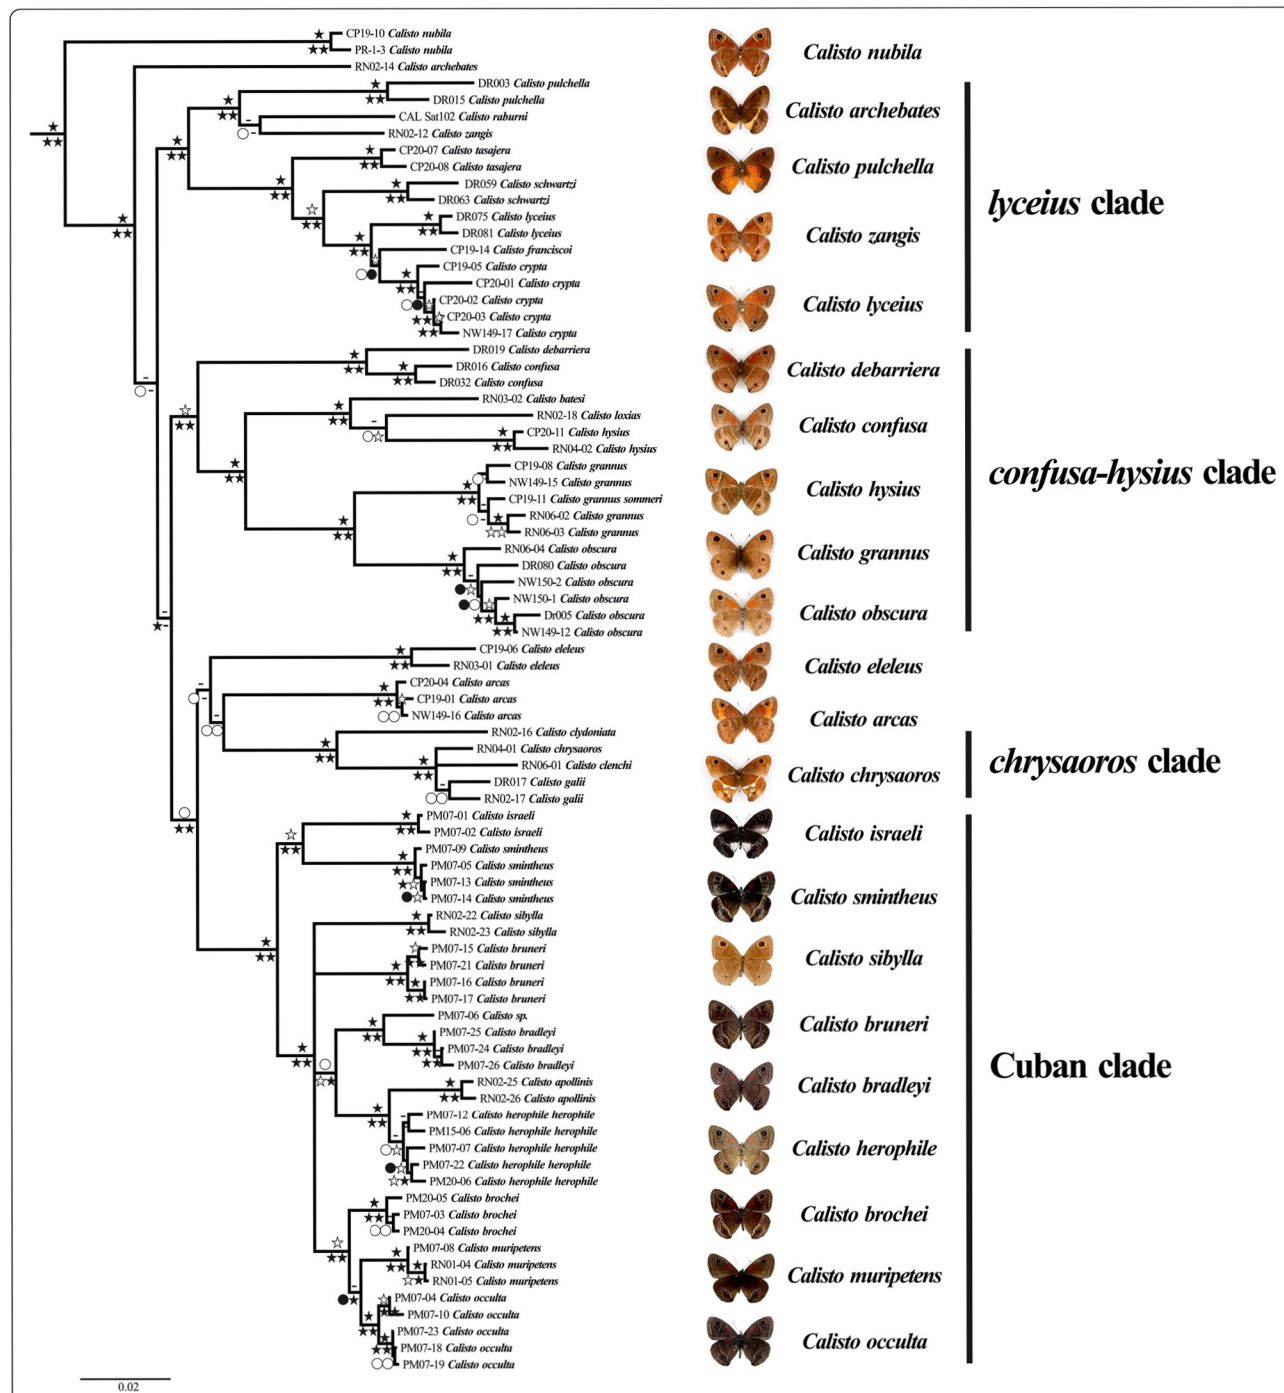 CP19-10 Calisto nubila
PR-1-3 Calisto nubila
RN02-14 Calisto archebates
DR003 Calisto pulchella
DR015 Calisto pulchella
CAL Sat102 Calisto raburni
RN02-12 Calisto zangis
CP20-07 Calisto tasajera
CP20-08 Calisto tasajera
DR059 Calisto schwartzi
DR063 Calisto schwartzi
DR075 Calisto lyceius
DR081 Calisto lyceius
CP19-14 Calisto franciscoi
CP19-05 Calisto crypta
CP20-01 Calisto crypta
CP20-02 Calisto crypta
CP20-03 Calisto crypta
NW149-17 Calisto crypta
DR019 Calisto debarriera
DR016 Calisto confusa
DR032 Calisto confusa
RN03-02 Calisto batesi
RN02-18 Calisto loxias
CP20-11 Calisto hysius
RN04-02 Calisto hysius
CP19-08 Calisto grannus
NW149-15 Calisto grannus
CP19-11 Calisto grannus sommeri
RN06-02 Calisto grannus
RN06-03 Calisto grannus
RN06-04 Calisto obscura
DR080 Calisto obscura
NW150-2 Calisto obscura
NW150-1 Calisto obscura
Dr005 Calisto obscura
NW149-12 Calisto obscura
CP19-06 Calisto eleleus
RN03-01 Calisto eleleus
CP20-04 Calisto arcas
CP19-01 Calisto arcas
NW149-16 Calisto arcas
RN02-16 Calisto clydoniata
RN04-01 Calisto chrysaoros
RN06-01 Calisto clenchi
DR017 Calisto galii
RN02-17 Calisto galii
PM07-01 Calisto israeli
PM07-02 Calisto israeli
PM07-09 Calisto smintheus
PM07-05 Calisto smintheus
PM07-13 Calisto smintheus
PM07-14 Calisto smintheus
RN02-22 Calisto sibylla
RN02-23 Calisto sibylla
PM07-15 Calisto bruneri
PM07-21 Calisto bruneri
PM07-16 Calisto bruneri
PM07-17 Calisto bruneri
PM07-06 Calisto sp.
PM07-25 Calisto bradleyi
PM07-24 Calisto bradleyi
PM07-26 Calisto bradleyi
RN02-25 Calisto apollinis
RN02-26 Calisto apollinis
PM07-12 Calisto herophile herophile
PM15-06 Calisto herophile herophile
PM07-07 Calisto herophile herophile
PM07-22 Calisto herophile herophile
PM20-06 Calisto herophile herophile
PM20-05 Calisto brochei
PM07-03 Calisto brochei
PM20-04 Calisto brochei
PM07-08 Calisto muripetens
RN01-04 Calisto muripetens
RN01-05 Calisto muripetens
PM07-04 Calisto occulta
PM07-10 Calisto occulta
PM07-23 Calisto occulta
PM07-18 Calisto occulta
PM07-19 Calisto occulta
0.02
Calisto nubila
Calisto archebates
Calisto pulchella
Calisto zangis
Calisto lyceius
Calisto debarriera
Calisto confusa
Calisto hysius
Calisto grannus
Calisto obscura
Calisto eleleus
Calisto arcas
Calisto chrysaoros
Calisto israeli
Calisto smintheus
Calisto sibylla
Calisto bruneri
Calisto bradleyi
Calisto herophile
Calisto brochei
Calisto muripetens
Calisto occulta
lyceius clade
confusa-hysius clade
chrysaoros clade
Cuban clade